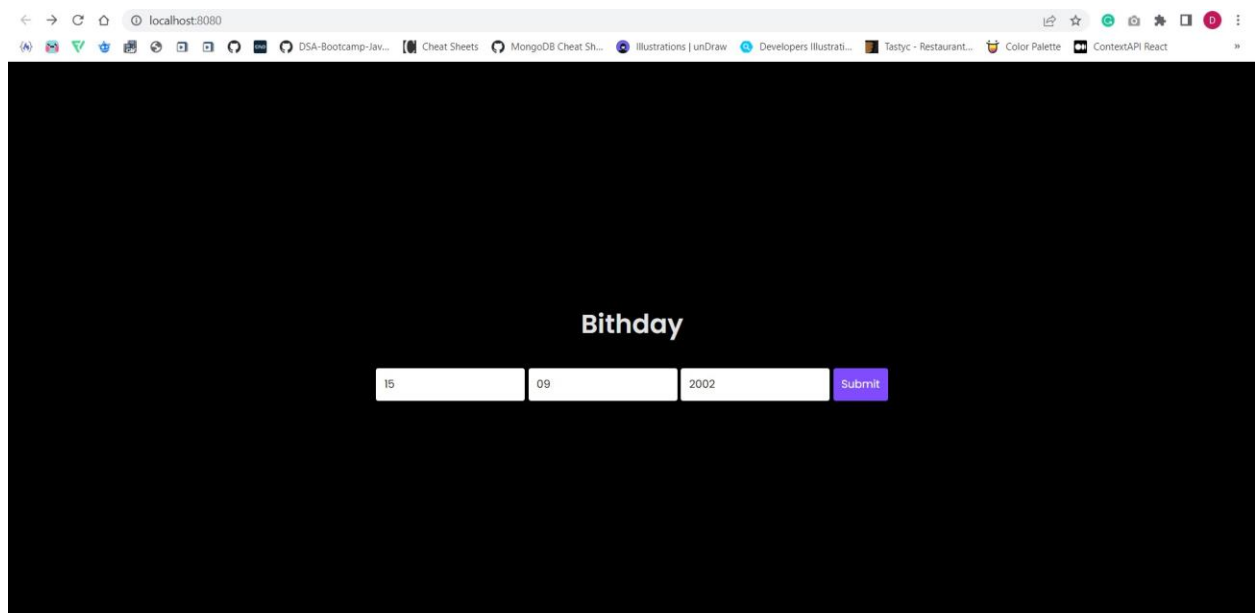 localhost:8080
D
DSA-Bootcamp-Jav... Cheat Sheets MongoDB Cheat Sh... Illustrations | unDraw Developers Illustrati... Tastyc - Restaurant... Color Palette ContextAPI React »
Bithday
15 09 2002 Submit